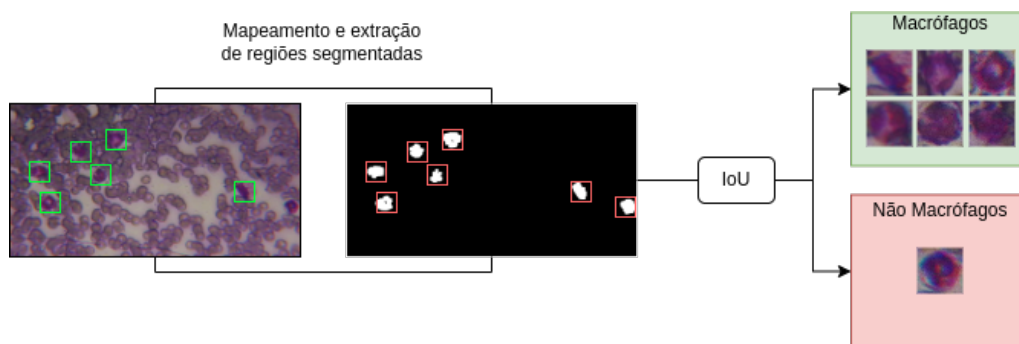 Mapeamento e extração
de regiões segmentadas
IoU
Macrófagos
Não Macrófagos